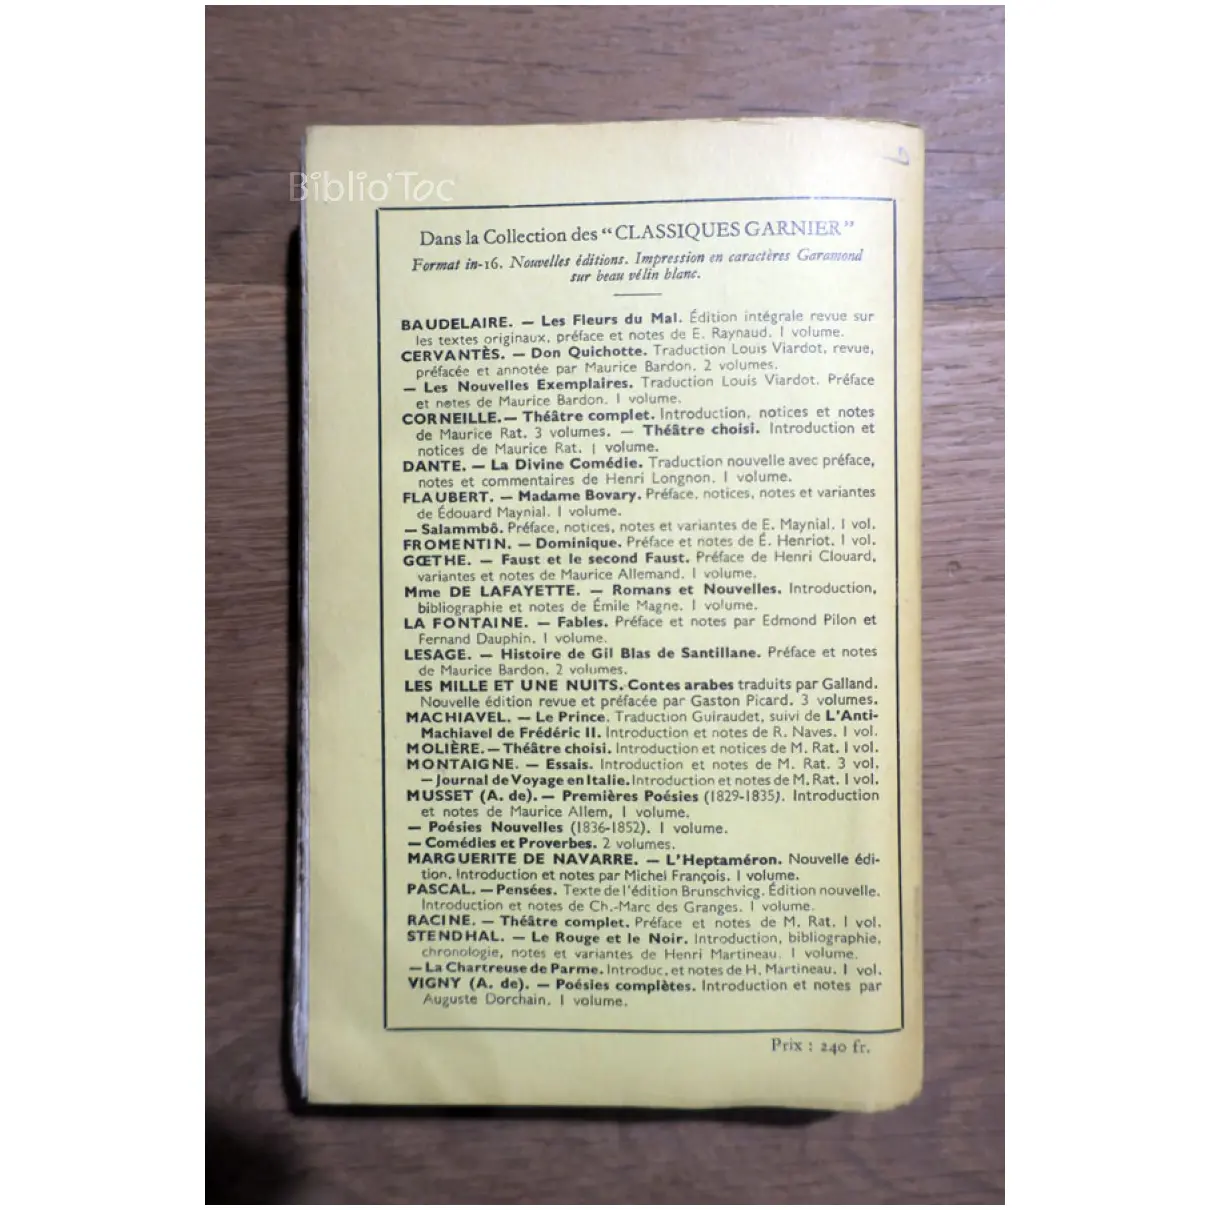 Biblio'Toc
Dans la Collection des "CLASSIQUES GARNIER"
Format in-16. Nouvelles éditions. Impression en caractères Garamond
sur beau vélin blanc.
BAUDELAIRE. — Les Fleurs du Mal. Édition intégrale revue sur
les textes originaux, préface et notes de E. Raynaud. 1 volume.
CERVANTÈS. — Don Quichotte. Traduction Louis Viardot, revue,
préfacée et annotée par Maurice Bardon. 2 volumes.
— Les Nouvelles Exemplaires. Traduction Louis Viardot. Préface
et notes de Maurice Bardon. 1 volume.
CORNEILLE. — Théâtre complet. Introduction, notices et notes
de Maurice Rat. 3 volumes. — Théâtre choisi. Introduction et
notices de Maurice Rat. 1 volume.
DANTE. — La Divine Comédie. Traduction nouvelle avec préface,
notes et commentaires de Henri Longnon. 1 volume.
FLAUBERT. — Madame Bovary. Préface, notices, notes et variantes
de Édouard Maynial. 1 volume.
— Salammbô. Préface, notices, notes et variantes de E. Maynial. 1 vol.
FROMENTIN. — Dominique. Préface et notes de É. Henriot. 1 vol.
GŒTHE. — Faust et le second Faust. Préface de Henri Clouard,
variantes et notes de Maurice Allemand. 1 volume.
Mme DE LAFAYETTE. — Romans et Nouvelles. Introduction,
bibliographie et notes de Émile Magne. 1 volume.
LA FONTAINE. — Fables. Préface et notes par Edmond Pilon et
Fernand Dauphin. 1 volume.
LESAGE. — Histoire de Gil Blas de Santillane. Préface et notes
de Maurice Bardon. 2 volumes.
LES MILLE ET UNE NUITS. Contes arabes traduits par Galland.
Nouvelle édition revue et préfacée par Gaston Picard. 3 volumes.
MACHIAVEL. — Le Prince. Traduction Guiraudet, suivi de L'Anti-
Machiavel de Frédéric II. Introduction et notes de R. Naves. 1 vol.
MOLIÈRE. — Théâtre choisi. Introduction et notices de M. Rat. 1 vol.
MONTAIGNE. — Essais. Introduction et notes de M. Rat. 3 vol.
— Journal de Voyage en Italie. Introduction et notes de M. Rat. 1 vol.
MUSSET (A. de). — Premières Poésies (1829-1835). Introduction
et notes de Maurice Allem, 1 volume.
— Poésies Nouvelles (1836-1852). 1 volume.
— Comédies et Proverbes. 2 volumes.
MARGUERITE DE NAVARRE. — L'Heptaméron. Nouvelle édi-
tion. Introduction et notes par Michel François. 1 volume.
PASCAL. — Pensées. Texte de l'édition Brunschvicg. Édition nouvelle.
Introduction et notes de Ch.-Marc des Granges. 1 volume.
RACINE. — Théâtre complet. Préface et notes de M. Rat. 1 vol.
STENDHAL. — Le Rouge et le Noir. Introduction, bibliographie,
chronologie, notes et variantes de Henri Martineau. 1 volume.
— La Chartreuse de Parme. Introduc. et notes de H. Martineau. 1 vol.
VIGNY (A. de). — Poésies complètes. Introduction et notes par
Auguste Dorchain. 1 volume.
Prix : 240 fr.